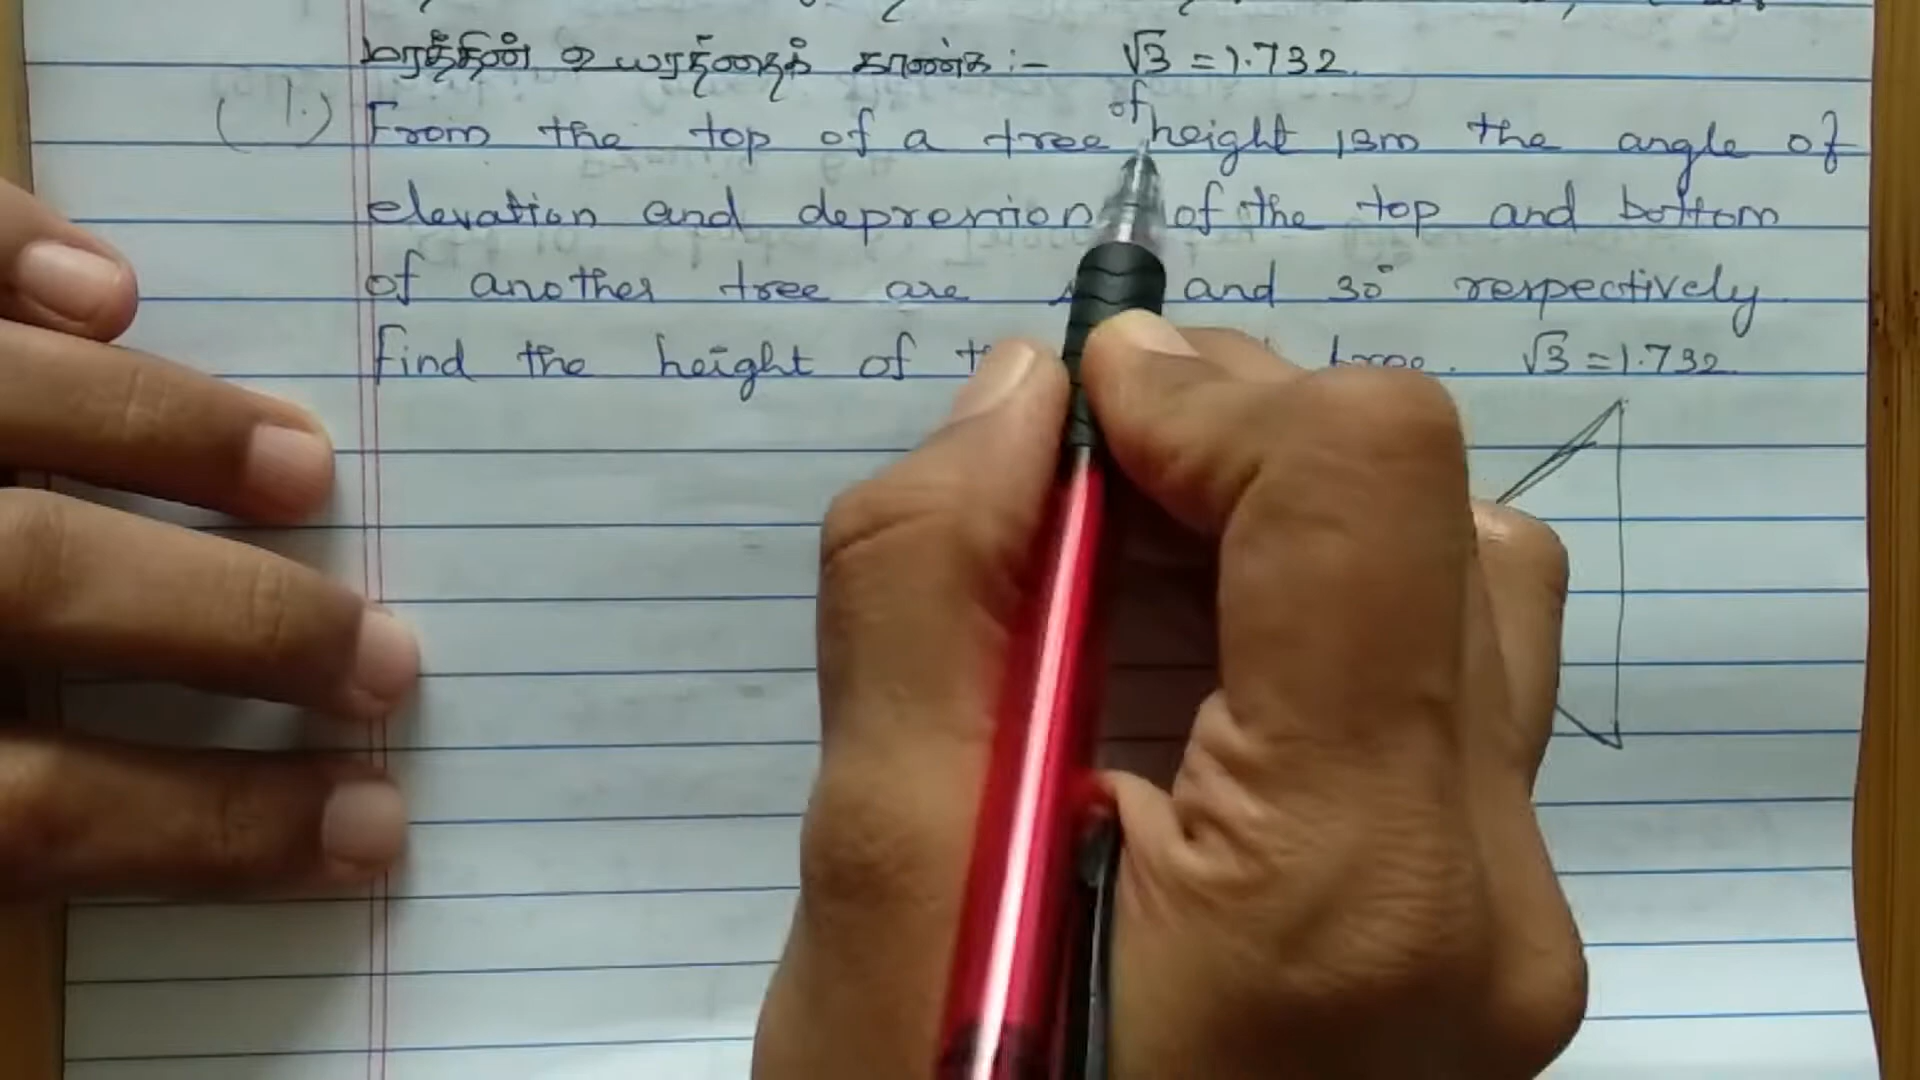 மரத்தின் உயரத்தைக் காண்க :- √3 = 1.732.
(1.) From the top of a tree of height 13m the angle of
elevation and depression of the top and bottom
of another tree are and 30° respectively
Find the height of tree. √3 = 1.732.